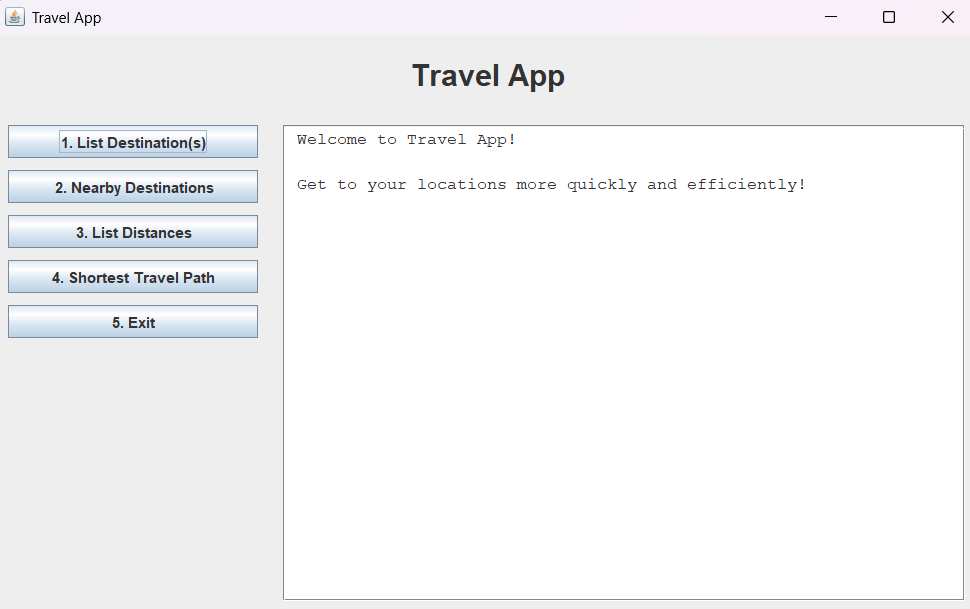 Travel App
Travel App
1. List Destination(s)
2. Nearby Destinations
3. List Distances
4. Shortest Travel Path
5. Exit
Welcome to Travel App!
Get to your locations more quickly and efficiently!